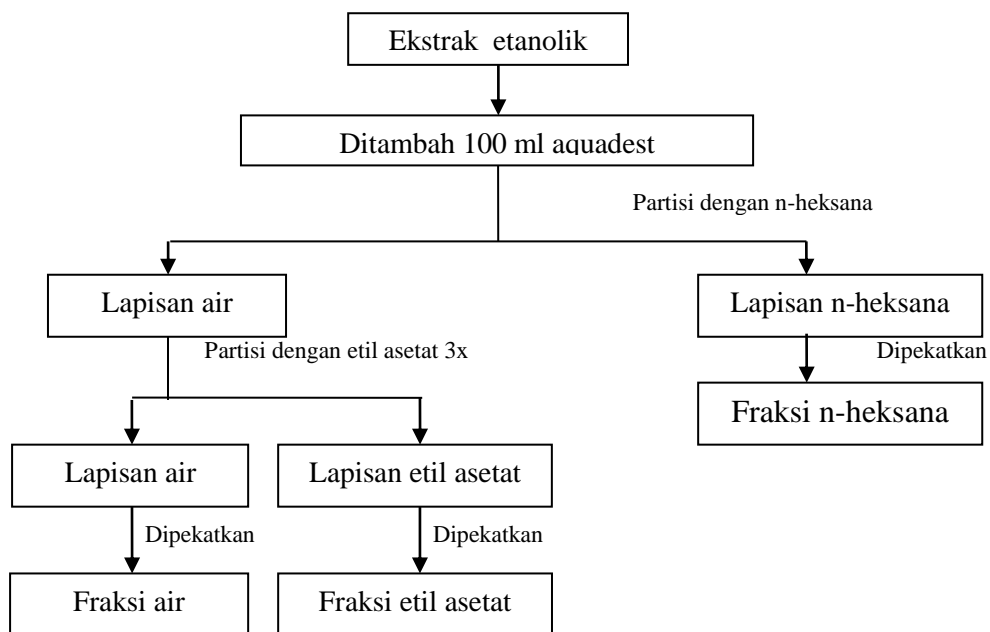 Ekstrak etanolik
Ditambah 100 ml aquadest
Partisi dengan n-heksana
Lapisan air
Lapisan n-heksana
Partisi dengan etil asetat 3x
Dipekatkan
Fraksi n-heksana
Lapisan air
Lapisan etil asetat
Dipekatkan
Dipekatkan
Fraksi air
Fraksi etil asetat